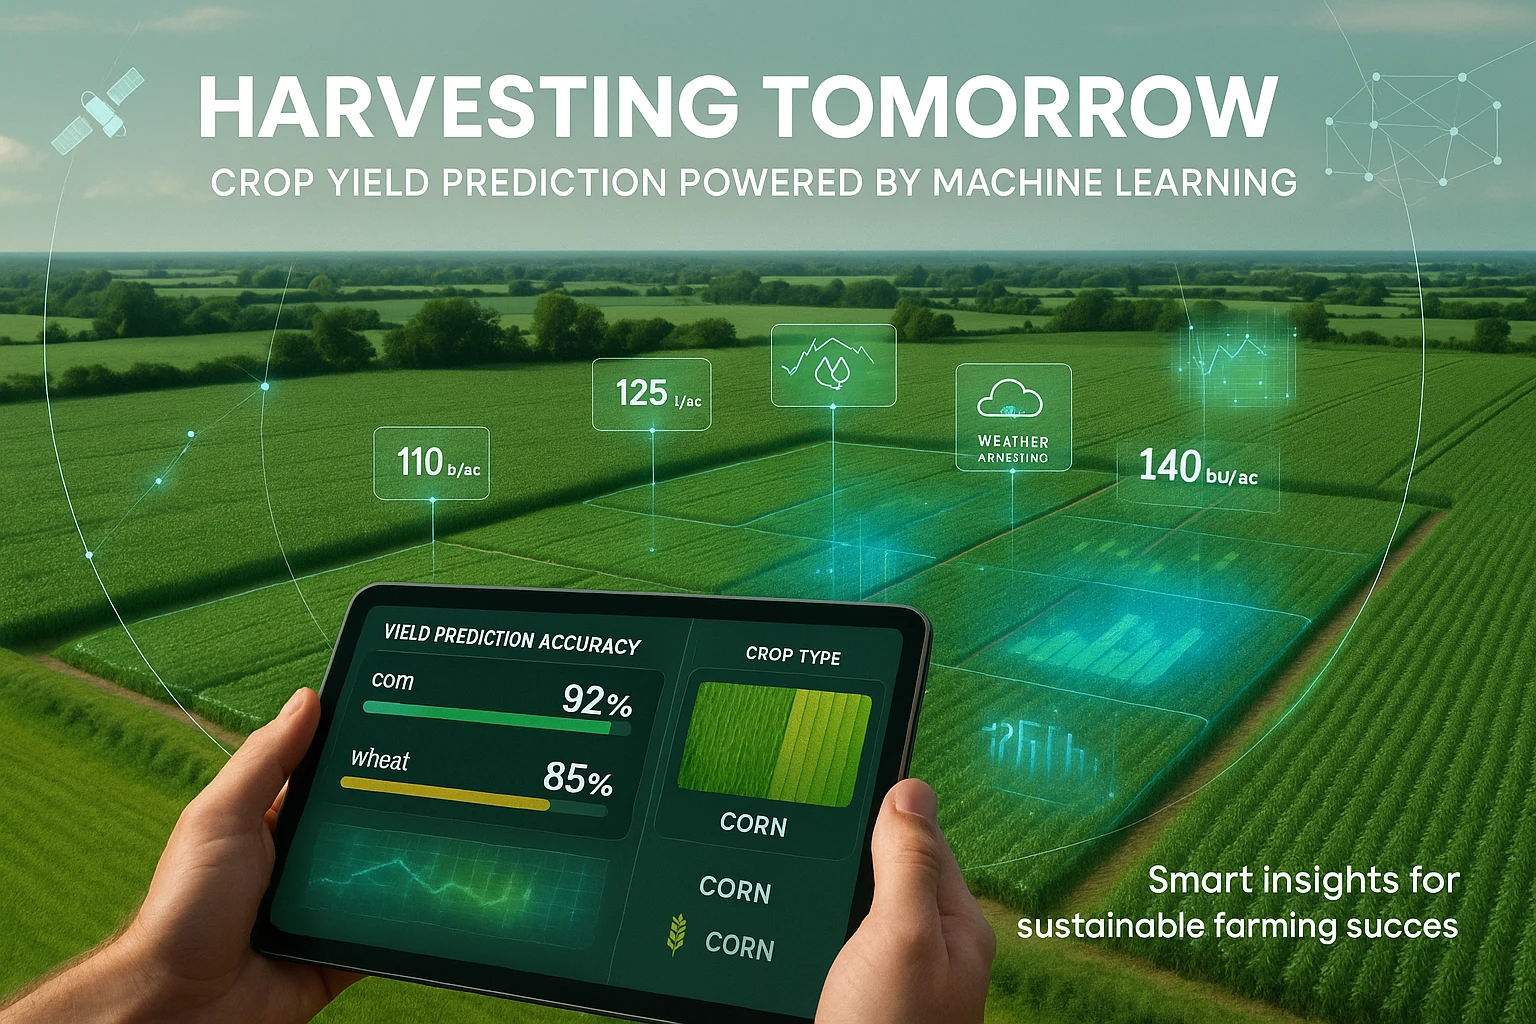 HARVESTING TOMORROW
CROP YIELD PREDICTION POWERED BY MACHINE LEARNING
125 l/ac
WEATHER
ARNESTING
110 b/ac
140 bu/ac
YIELD PREDICTION ACCURACY
com 92%
wheat 85%
CROP TYPE
CORN
CORN
CORN
Smart insights for
sustainable farming succes